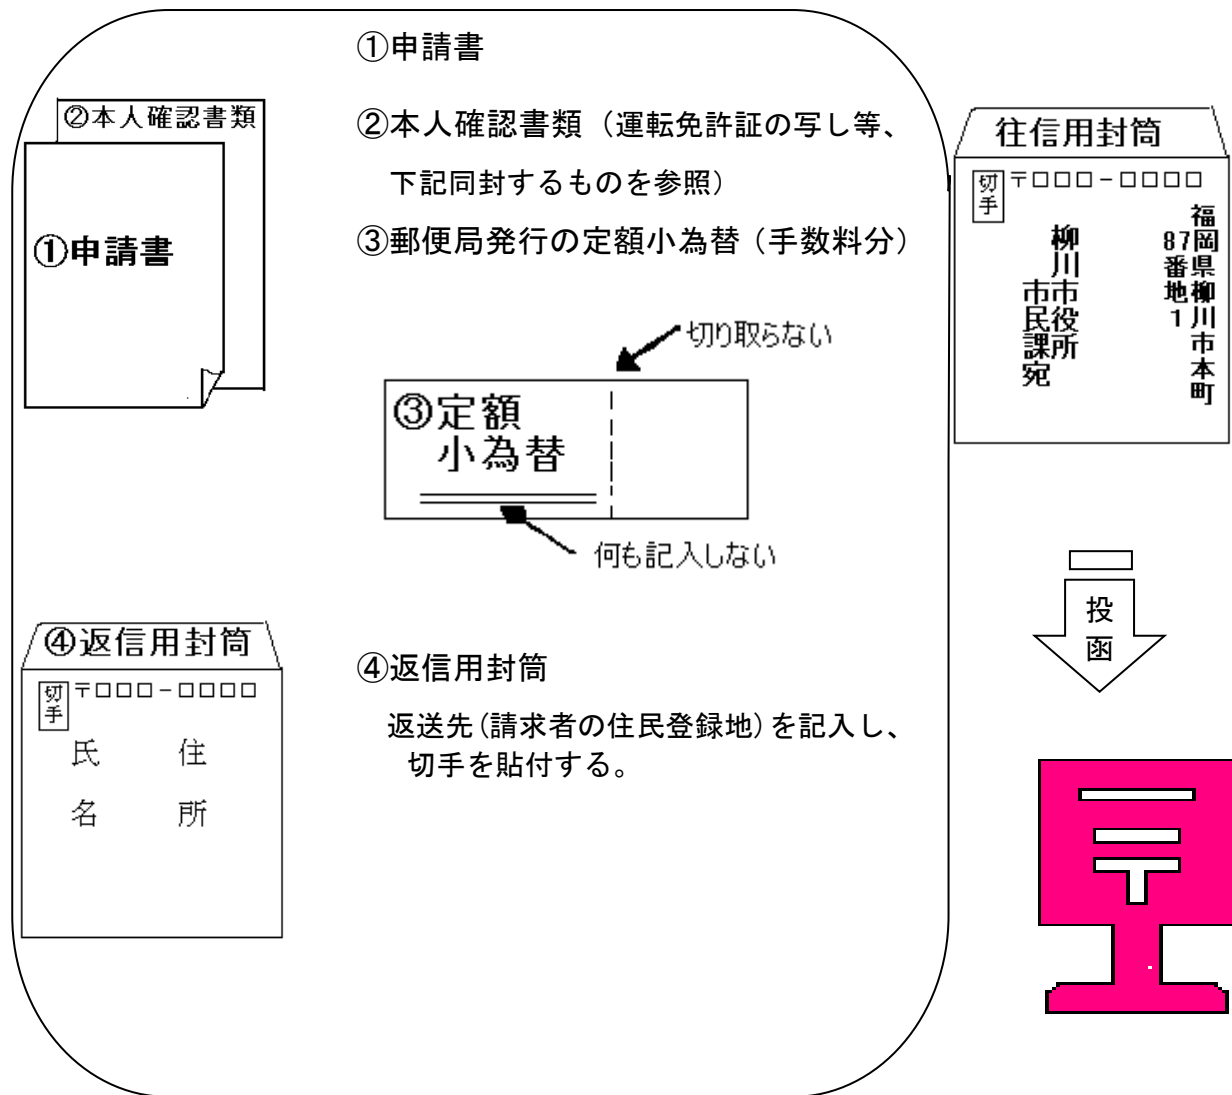 ①申請書
②本人確認書類（運転免許証の写し等、
下記同封するものを参照）
③郵便局発行の定額小為替（手数料分）
②本人確認書類
①申請書
切り取らない
③定額
小為替
何も記入しない
④返信用封筒
切手
〒□□□-□□□□
住所
氏名
④返信用封筒
返送先(請求者の住民登録地)を記入し、
切手を貼付する。
往信用封筒
切手
〒□□□-□□□□
福岡県柳川市本町
87番地1
柳川市役所
市民課宛
投函
〒